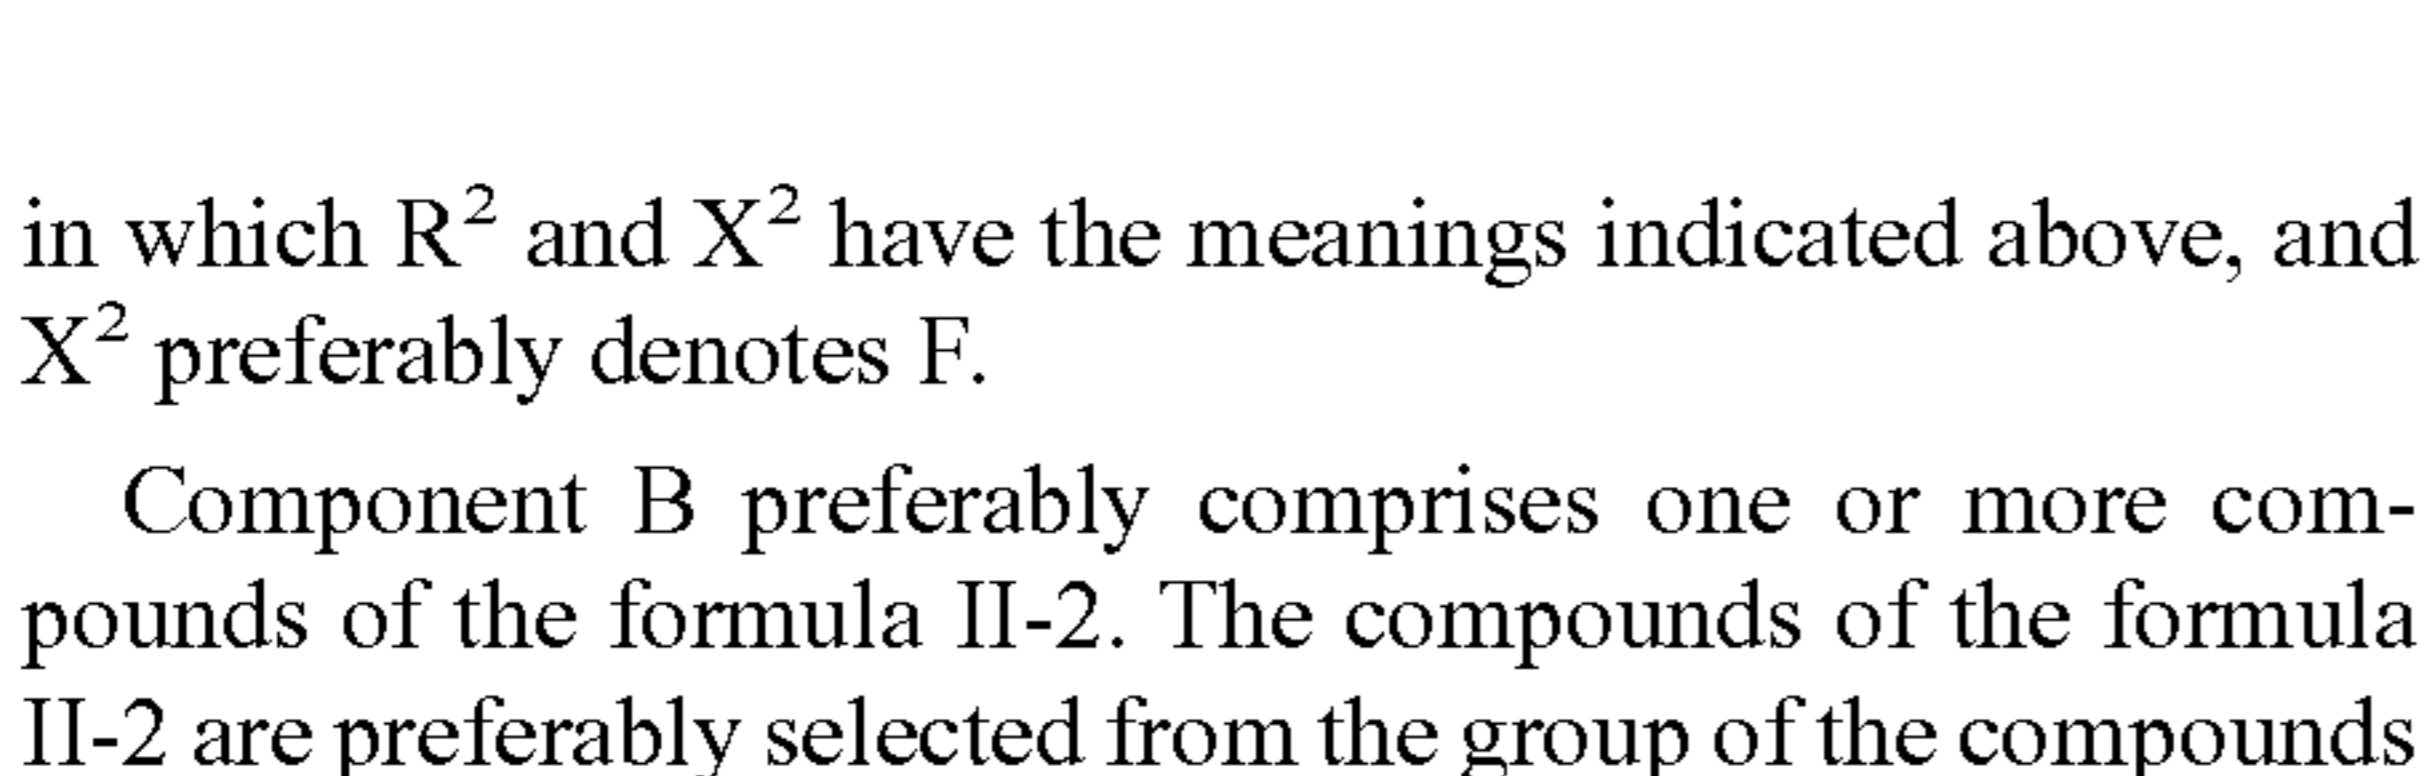 in which R² and X² have the meanings indicated above, and
X² preferably denotes F.
Component B preferably comprises one or more com-
pounds of the formula II-2. The compounds of the formula
II-2 are preferably selected from the group of the compounds